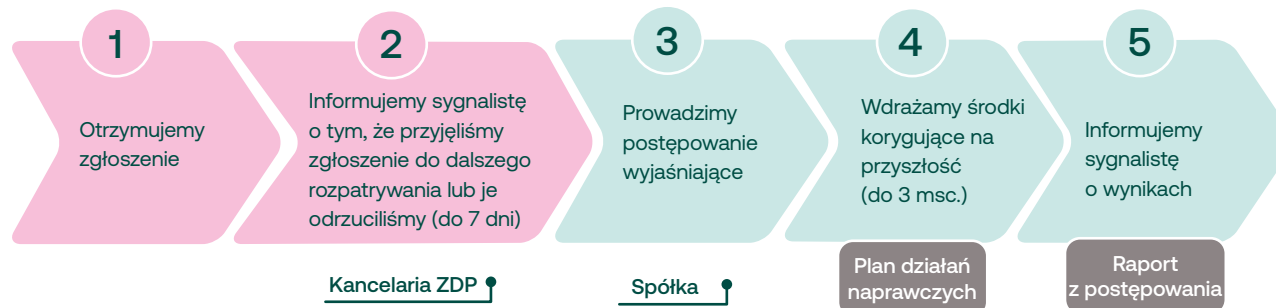 1
Otrzymujemy
zgłoszenie
2
Informujemy sygnalistę
o tym, że przyjęliśmy
zgłoszenie do dalszego
rozpatrywania lub je
odrzuciliśmy (do 7 dni)
3
Prowadzimy
postępowanie
wyjaśniające
4
Wdrażamy środki
korygujące na
przyszłość
(do 3 msc.)
5
Informujemy
sygnalistę
o wynikach
Kancelaria ZDP
Spółka
Plan działań
naprawczych
Raport
z postępowania